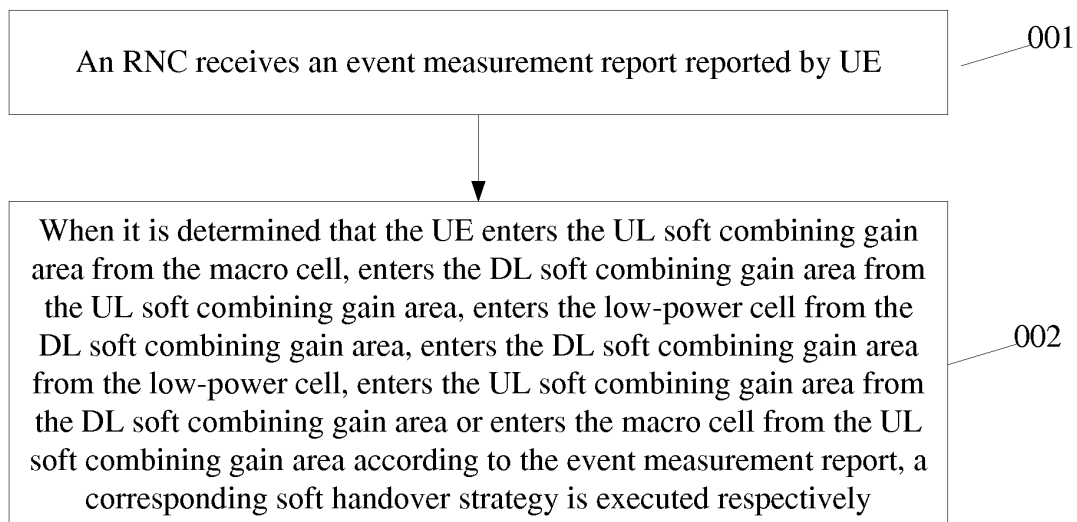 An RNC receives an event measurement report reported by UE
001
When it is determined that the UE enters the UL soft combining gain
area from the macro cell, enters the DL soft combining gain area from
the UL soft combining gain area, enters the low-power cell from the
DL soft combining gain area, enters the DL soft combining gain area
from the low-power cell, enters the UL soft combining gain area from
the DL soft combining gain area or enters the macro cell from the UL
soft combining gain area according to the event measurement report, a
corresponding soft handover strategy is executed respectively
002